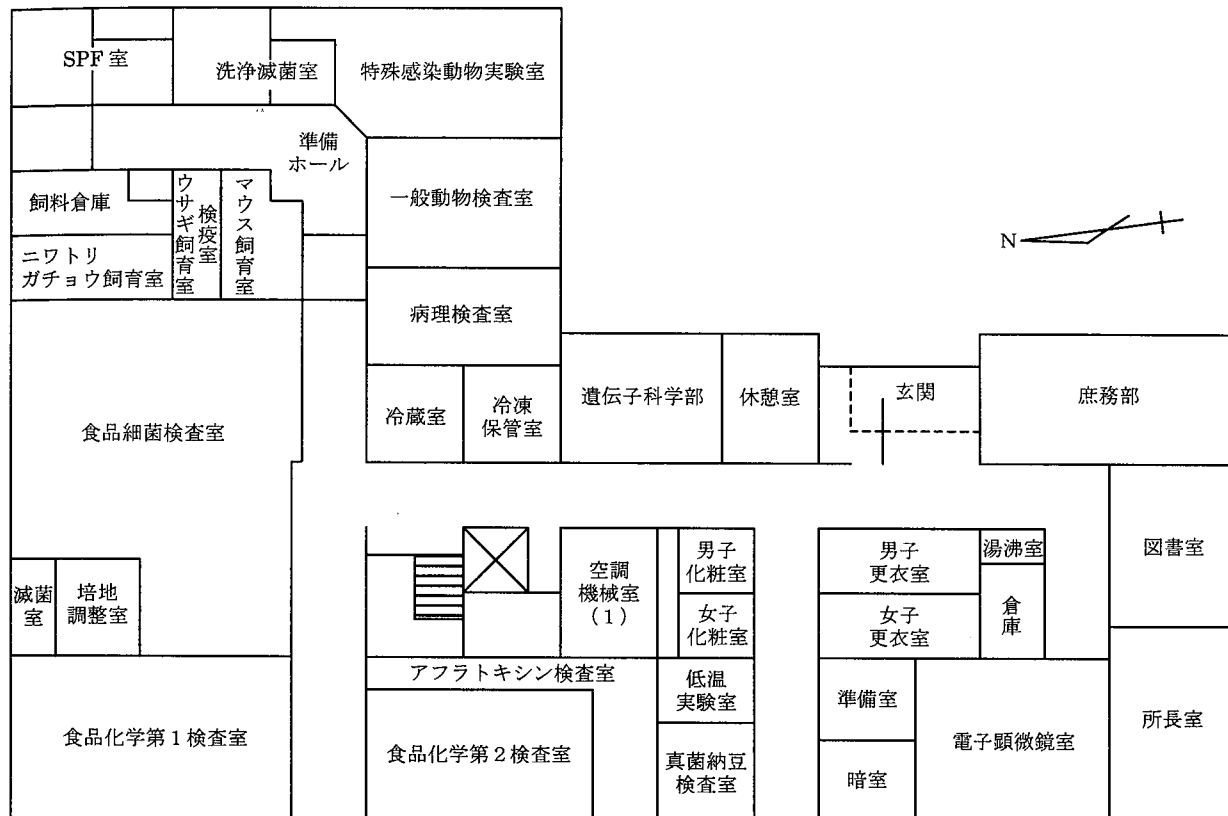 SPF 室
洗浄滅菌室
特殊感染動物実験室
準備
ホール
飼料倉庫
ウサギ飼育室
検疫室
マウス飼育室
一般動物検査室
ニワトリ
ガチョウ飼育室
N
病理検査室
食品細菌検査室
冷蔵室
冷凍
保管室
遺伝子科学部
休憩室
玄関
庶務部
滅菌
室
培地
調整室
空調
機械室
(1)
男子
化粧室
女子
化粧室
男子
更衣室
女子
更衣室
湯沸室
倉庫
図書室
アフラトキシン検査室
低温
実験室
準備室
食品化学第1検査室
食品化学第2検査室
真菌納豆
検査室
暗室
電子顕微鏡室
所長室